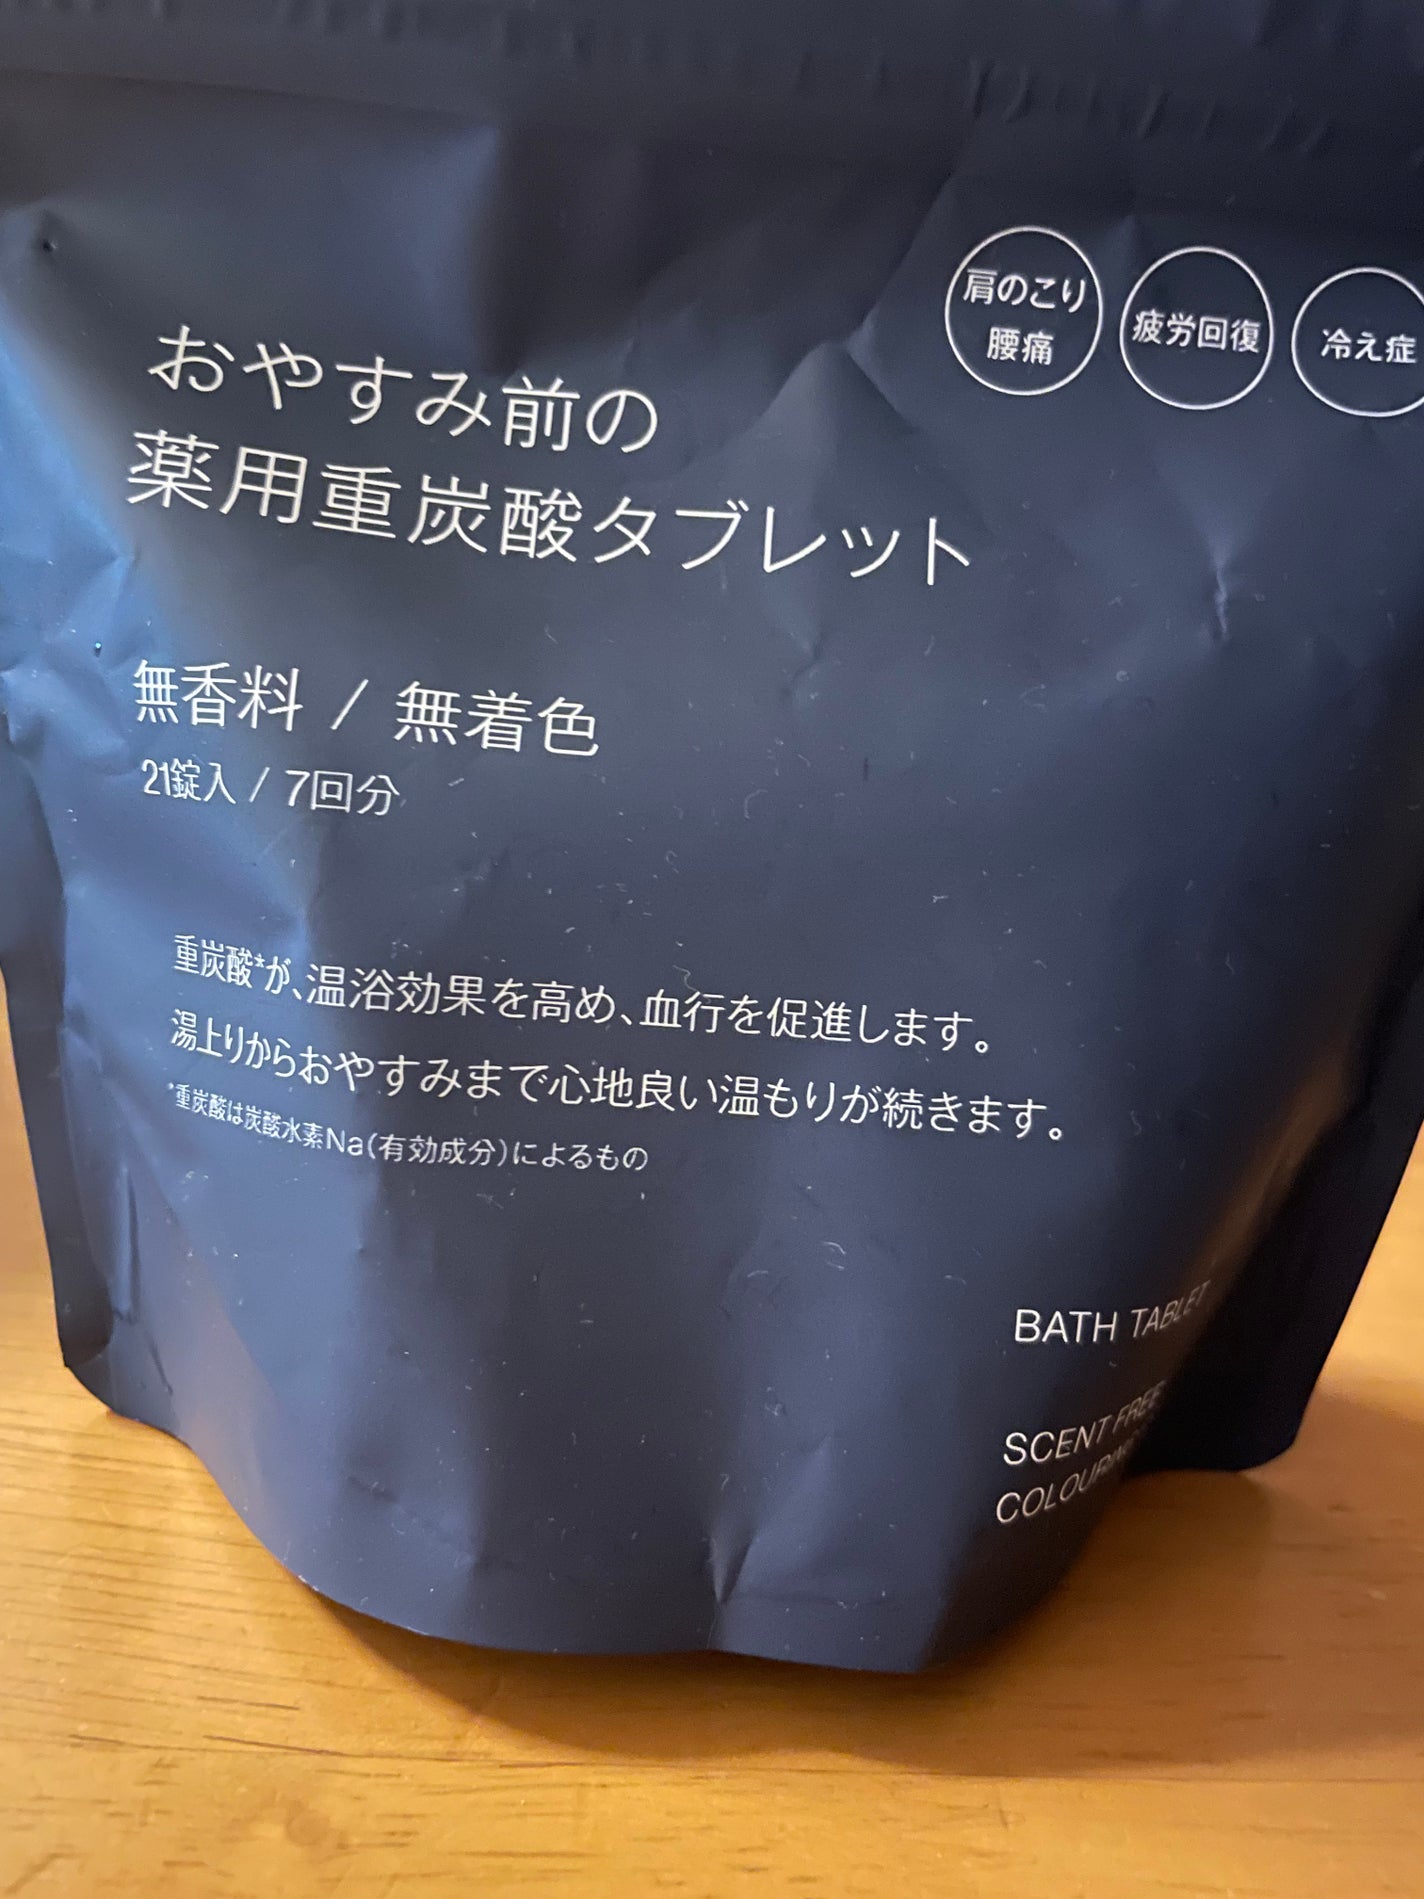 肩のこり
腰痛
疲労回復
冷え症
おやすみ前の
薬用重炭酸タブレット
無香料 / 無着色
21錠入 / 7回分
重炭酸*が、温浴効果を高め、血行を促進します。
湯上りからおやすみまで心地良い温もりが続きます。
*重炭酸は炭酸水素Na(有効成分)によるもの
BATH TABLET
SCENT FREE